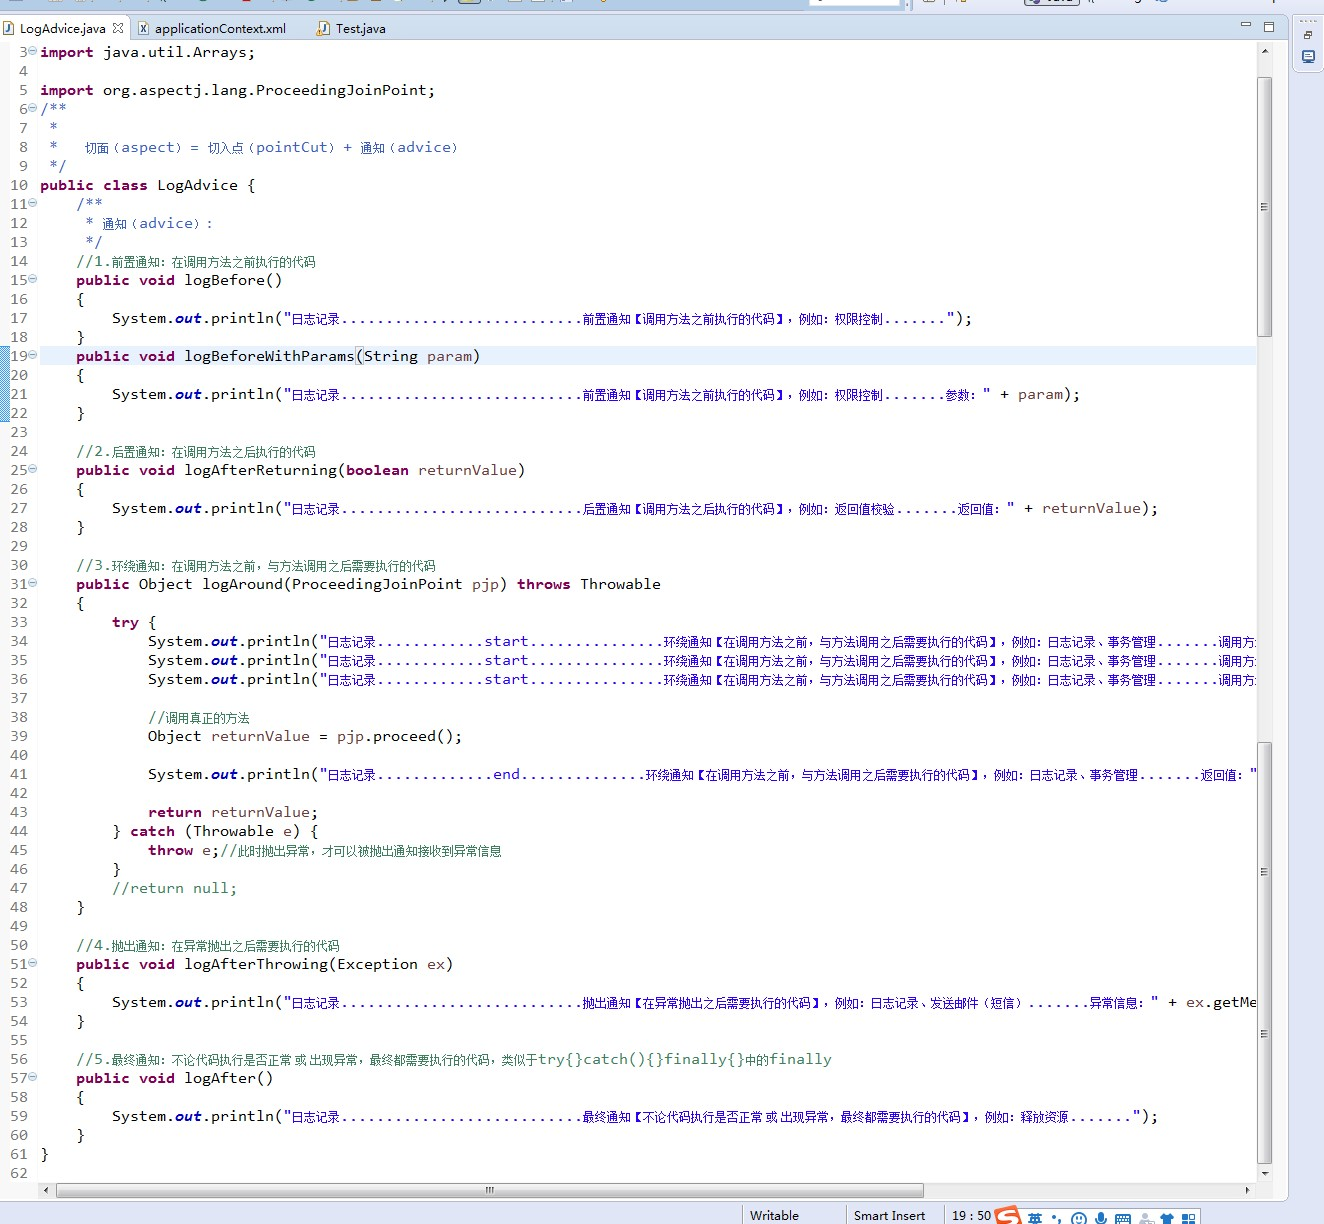 LogAdvice.java applicationContext.xml Test.java
3 import java.util.Arrays;
4
5 import org.aspectj.lang.ProceedingJoinPoint;
6 /**
7 *
8 * 切面（aspect）= 切入点（pointCut）+ 通知（advice）
9 */
10 public class LogAdvice {
11 /**
12 * 通知（advice）:
13 */
14 //1.前置通知：在调用方法之前执行的代码
15 public void logBefore()
16 {
17 System.out.println("日志记录...........................前置通知【调用方法之前执行的代码】，例如：权限控制.......");
18 }
19 public void logBeforeWithParams(String param)
20 {
21 System.out.println("日志记录...........................前置通知【调用方法之前执行的代码】，例如：权限控制.......参数：" + param);
22 }
23
24 //2.后置通知：在调用方法之后执行的代码
25 public void logAfterReturning(boolean returnValue)
26 {
27 System.out.println("日志记录...........................后置通知【调用方法之后执行的代码】，例如：返回值校验.......返回值：" + returnValue);
28 }
29
30 //3.环绕通知：在调用方法之前，与方法调用之后需要执行的代码
31 public Object logAround(ProceedingJoinPoint pjp) throws Throwable
32 {
33 try {
34 System.out.println("日志记录............start...............环绕通知【在调用方法之前，与方法调用之后需要执行的代码】，例如：日志记录、事务管理.......调用方
35 System.out.println("日志记录............start...............环绕通知【在调用方法之前，与方法调用之后需要执行的代码】，例如：日志记录、事务管理.......调用方
36 System.out.println("日志记录............start...............环绕通知【在调用方法之前，与方法调用之后需要执行的代码】，例如：日志记录、事务管理.......调用方
37
38 //调用真正的方法
39 Object returnValue = pjp.proceed();
40
41 System.out.println("日志记录.............end..............环绕通知【在调用方法之前，与方法调用之后需要执行的代码】，例如：日志记录、事务管理.......返回值："
42
43 return returnValue;
44 } catch (Throwable e) {
45 throw e;//此时抛出异常，才可以被抛出通知接收到异常信息
46 }
47 //return null;
48 }
49
50 //4.抛出通知：在异常抛出之后需要执行的代码
51 public void logAfterThrowing(Exception ex)
52 {
53 System.out.println("日志记录...........................抛出通知【在异常抛出之后需要执行的代码】，例如：日志记录、发送邮件（短信）.......异常信息：" + ex.getMe
54 }
55
56 //5.最终通知：不论代码执行是否正常 或 出现异常，最终都需要执行的代码，类似于try{}catch(){}finally{}中的finally
57 public void logAfter()
58 {
59 System.out.println("日志记录...........................最终通知【不论代码执行是否正常 或 出现异常，最终都需要执行的代码】，例如：释放资源.......");
60 }
61 }
62
Writable Smart Insert 19 : 50 英